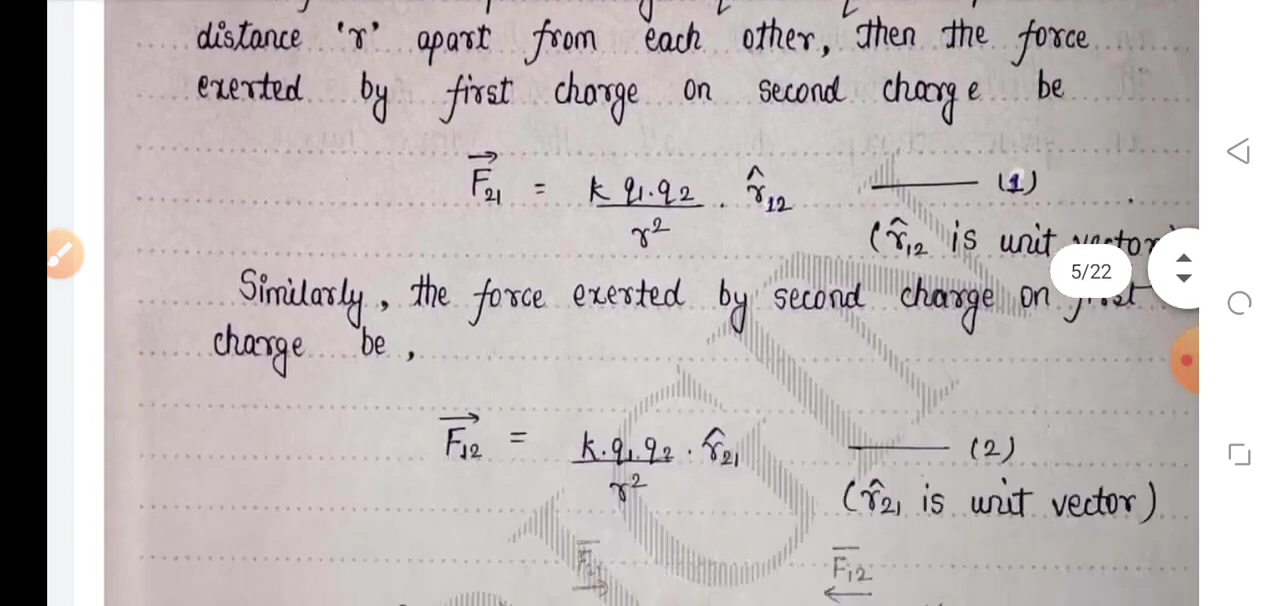 distance 'r' apart from each other, then the force
exerted by first charge on second charge be
F₂₁ = k q₁.q₂ / r² . r̂₁₂ ——— (1)
(r̂₁₂ is unit vector
5/22
Similarly, the force exerted by second charge on first
charge be,
F₁₂ = k.q₁.q₂ / r² . r̂₂₁ ——— (2)
(r̂₂₁ is unit vector)
F₁₂